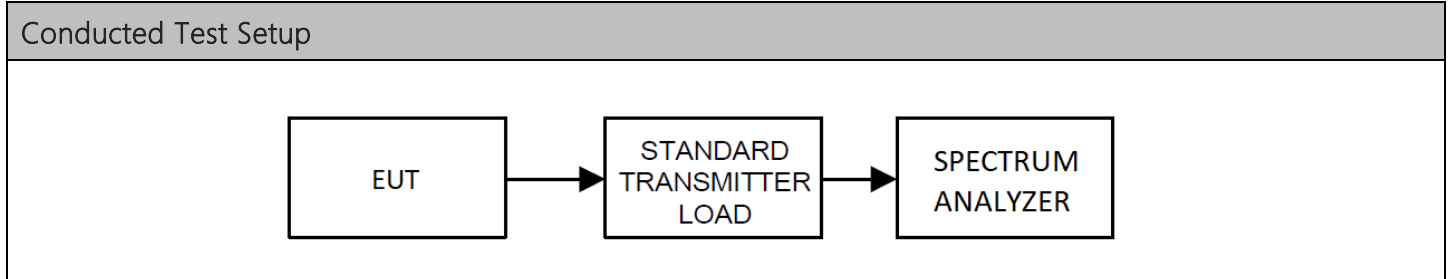 Conducted Test Setup
EUT
STANDARD
TRANSMITTER
LOAD
SPECTRUM
ANALYZER